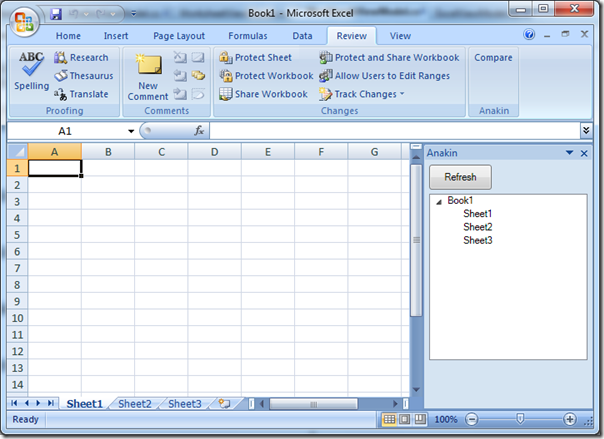 Book1 - Microsoft Excel
Home Insert Page Layout Formulas Data Review View
ABC Research Protect Sheet Protect and Share Workbook Compare
Thesaurus Protect Workbook Allow Users to Edit Ranges
Spelling Translate New Comment Share Workbook Track Changes
Proofing Comments Changes Anakin
A1 fx
A B C D E F G Anakin
1
Refresh
2
Book1
3
Sheet1
4
Sheet2
5
Sheet3
6
7
8
9
10
11
12
13
14
Sheet1 Sheet2 Sheet3
Ready 100%